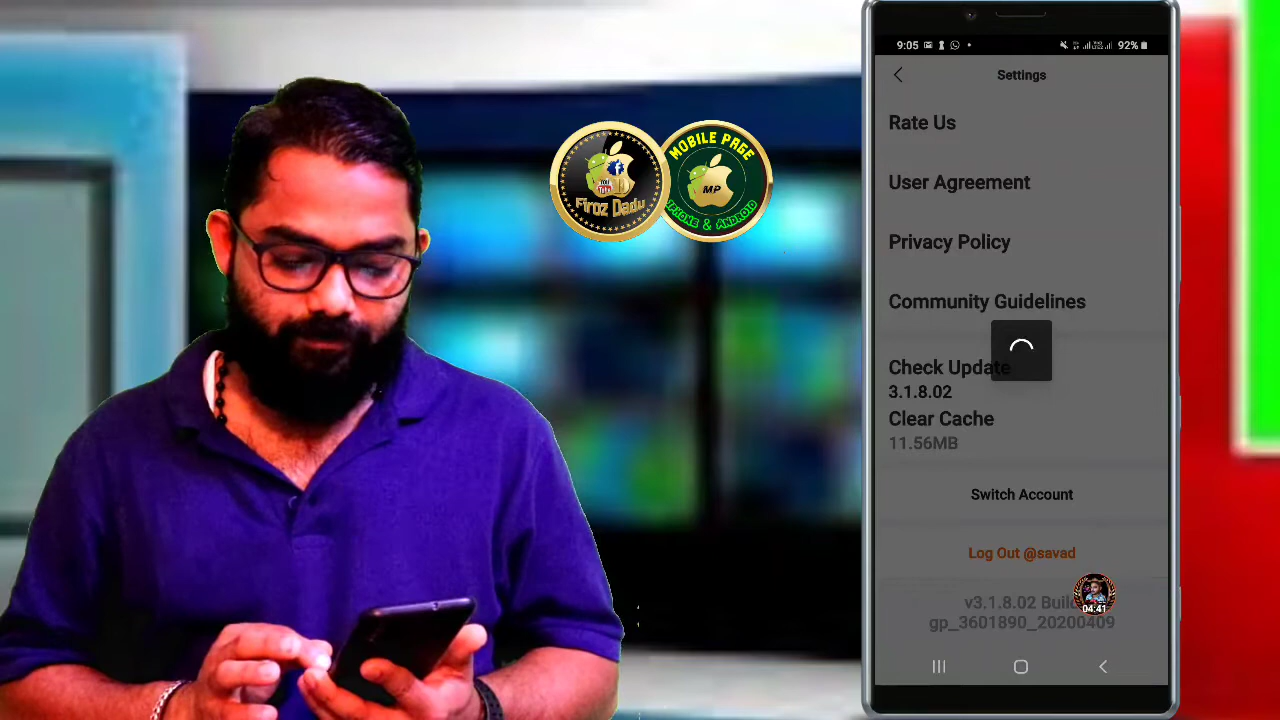 Firoz Dadu
MOBILE PAGE
MP
IPHONE & ANDROID
9:05
92%
Settings
Rate Us
User Agreement
Privacy Policy
Community Guidelines
Check Update
3.1.8.02
Clear Cache
11.56MB
Switch Account
Log Out @savad
v3.1.8.02 Build
gp_3601890_20200409
04:41